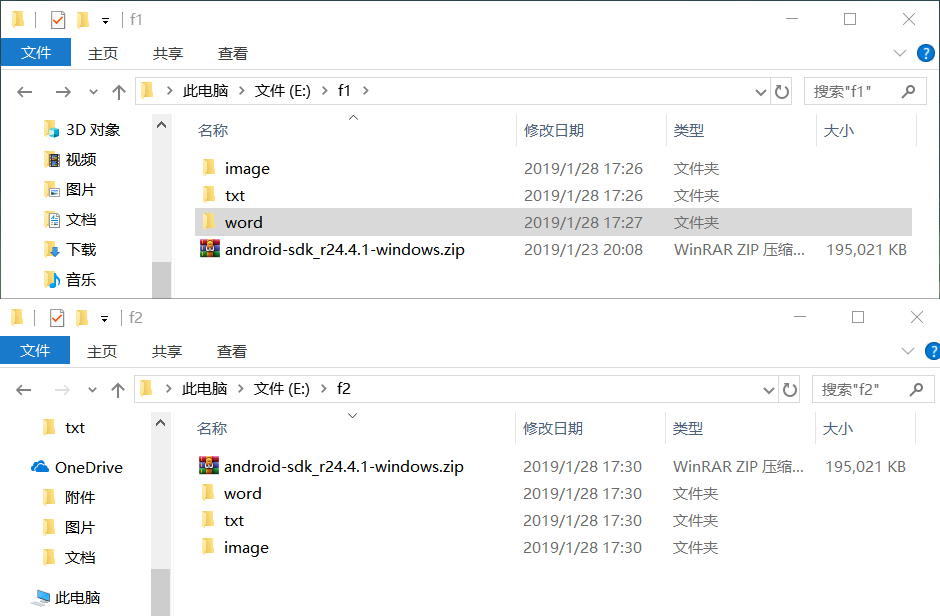 f1
文件 主页 共享 查看
此电脑 文件 (E:) f1 搜索"f1"
3D 对象
视频
图片
文档
下载
音乐
名称 修改日期 类型 大小
image 2019/1/28 17:26 文件夹
txt 2019/1/28 17:26 文件夹
word 2019/1/28 17:27 文件夹
android-sdk_r24.4.1-windows.zip 2019/1/23 20:08 WinRAR ZIP 压缩... 195,021 KB
f2
文件 主页 共享 查看
此电脑 文件 (E:) f2 搜索"f2"
txt
OneDrive
附件
图片
文档
此电脑
名称 修改日期 类型 大小
android-sdk_r24.4.1-windows.zip 2019/1/28 17:30 WinRAR ZIP 压缩... 195,021 KB
word 2019/1/28 17:30 文件夹
txt 2019/1/28 17:30 文件夹
image 2019/1/28 17:30 文件夹